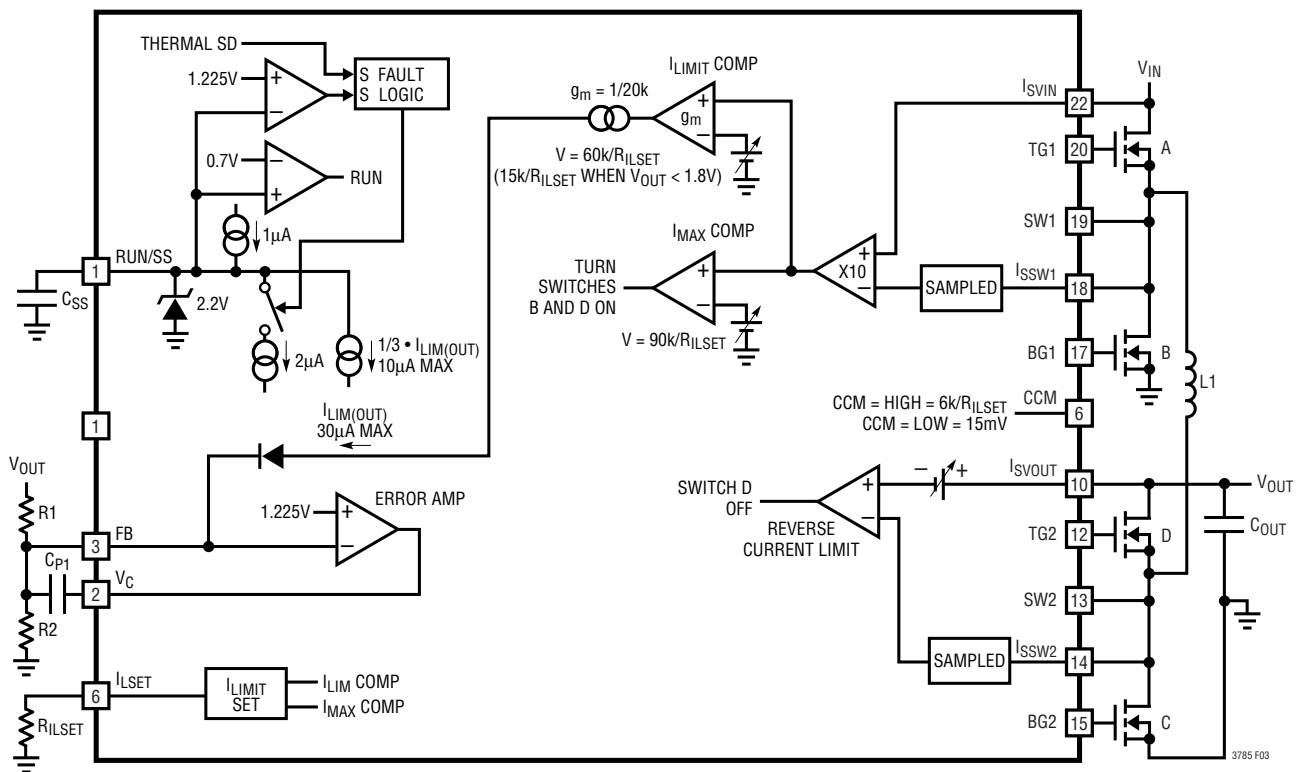 THERMAL SD
1.225V
+
−
S FAULT
S LOGIC
0.7V
−
+
RUN
1µA
1
RUN/SS
CSS
2.2V
2µA
1/3 • ILIM(OUT)
10µA MAX
ILIM(OUT)
30µA MAX
1
VOUT
R1
FB
3
1.225V
+
−
ERROR AMP
CP1
VC
2
R2
6
ILSET
RILSET
ILIMIT
SET
ILIM COMP
IMAX COMP
ILIMIT COMP
gm = 1/20k
gm
+
−
V = 60k/RILSET
(15k/RILSET WHEN VOUT < 1.8V)
IMAX COMP
TURN
SWITCHES
B AND D ON
+
−
V = 90k/RILSET
X10
+
−
SAMPLED
CCM = HIGH = 6k/RILSET
CCM = LOW = 15mV
SWITCH D
OFF
+
−
REVERSE
CURRENT LIMIT
− +
SAMPLED
VIN
ISVIN
22
TG1
20
A
SW1
19
ISSW1
18
BG1
17
B
L1
CCM
6
ISVOUT
10
VOUT
TG2
12
D
COUT
SW2
13
ISSW2
14
BG2
15
C
3785 F03